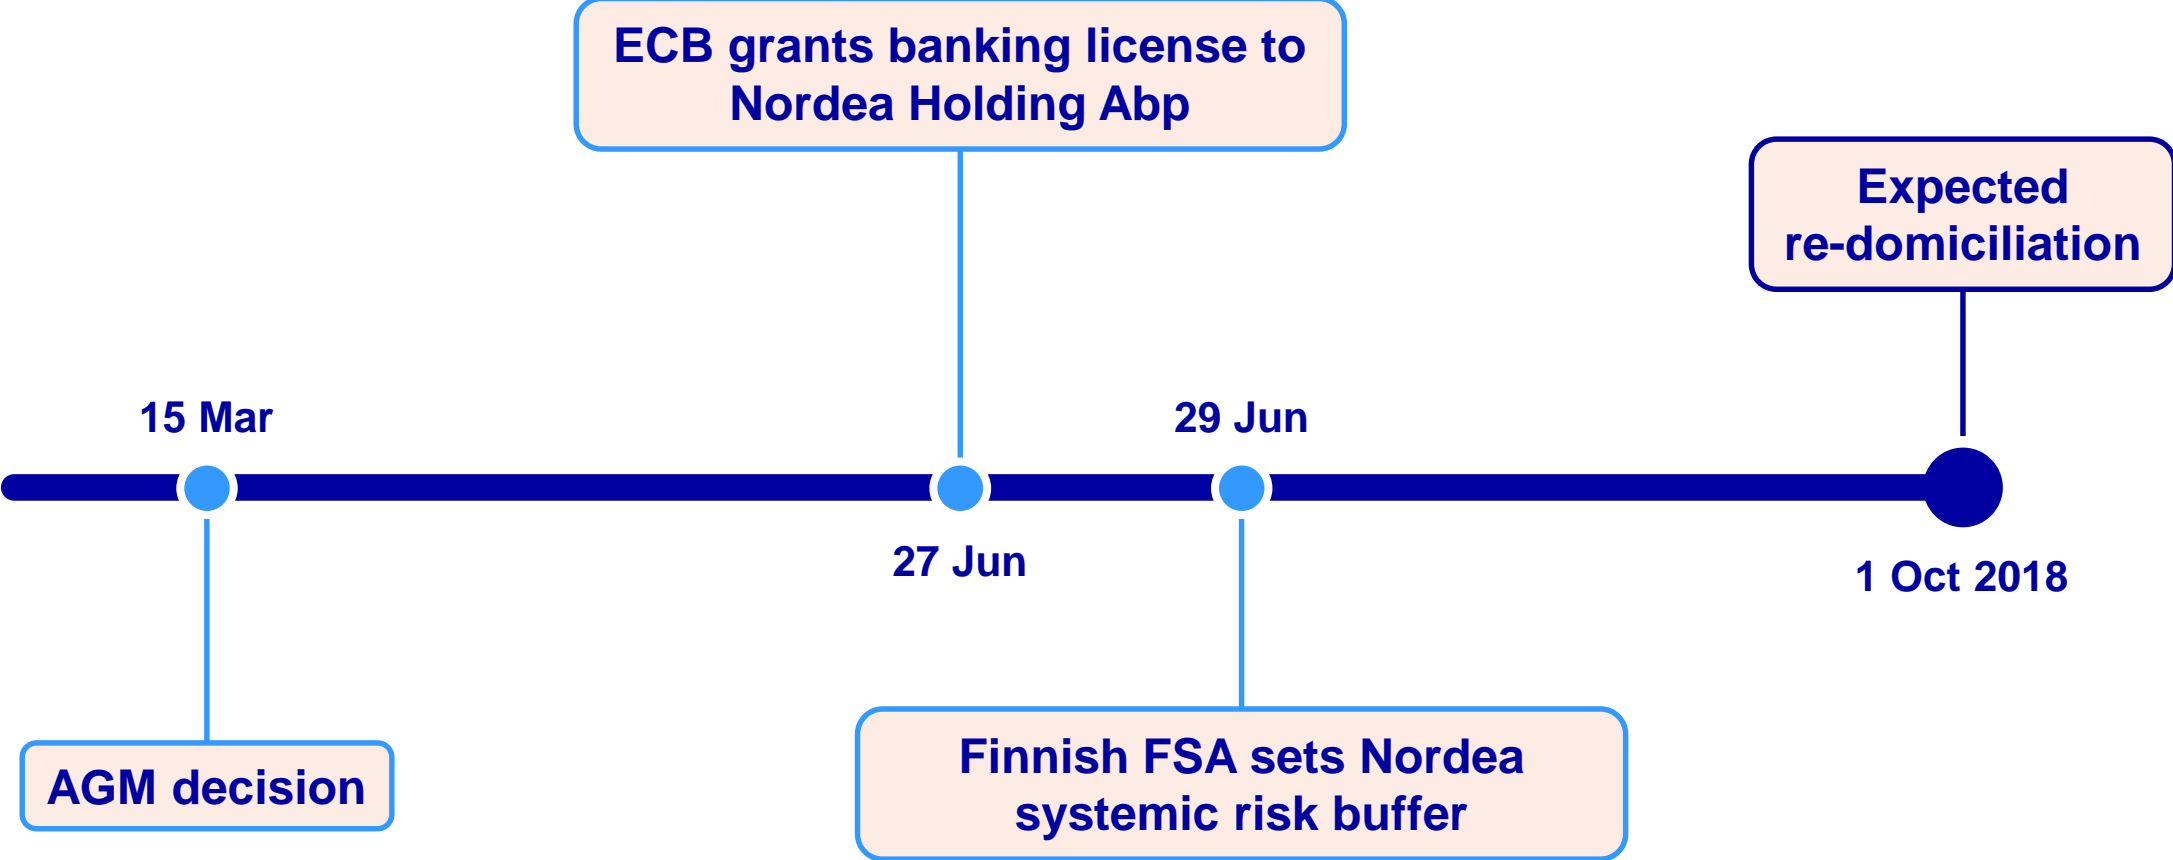 ECB grants banking license to
Nordea Holding Abp
Expected
re-domiciliation
15 Mar
29 Jun
27 Jun
1 Oct 2018
AGM decision
Finnish FSA sets Nordea
systemic risk buffer